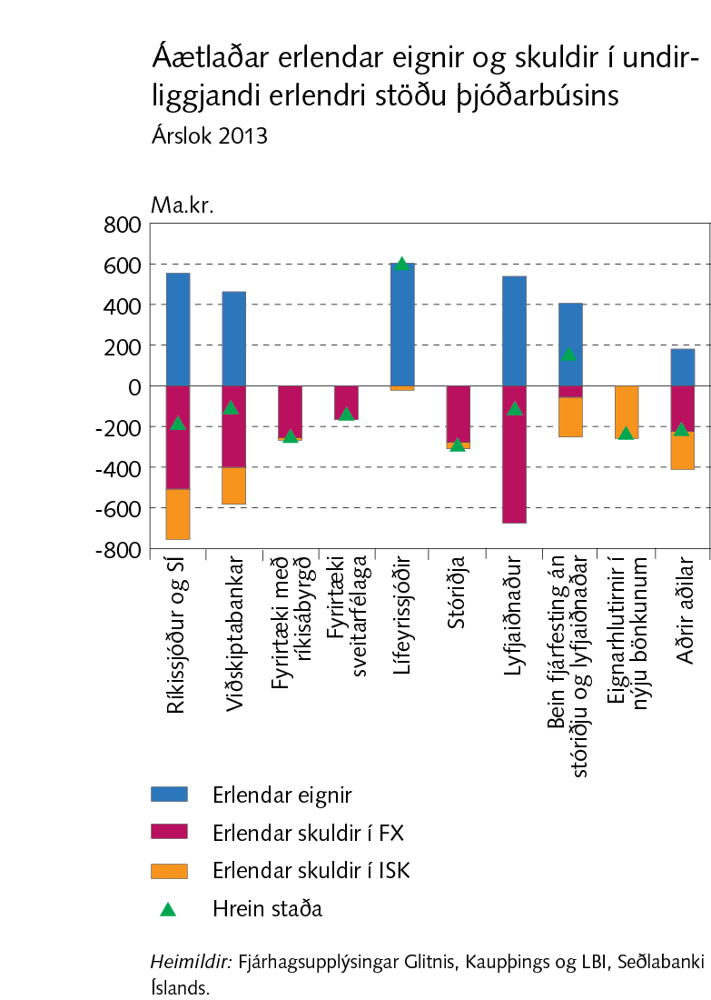 Áætlaðar erlendar eignir og skuldir í undir-
liggjandi erlendri stöðu þjóðarbúsins
Árslok 2013
Ma.kr.
800
600
400
200
0
-200
-400
-600
-800
Ríkissjóður og SÍ
Viðskiptabankar
Fyrirtæki með
ríkisábyrgð
Fyrirtæki
sveitarfélaga
Lífeyrissjóðir
Stóriðja
Lyfjaiðnaður
Bein fjárfesting án
stóriðju og lyfjaiðnaðar
Eignarhlutirnir í
nýju bönkunum
Aðrir aðilar
Erlendar eignir
Erlendar skuldir í FX
Erlendar skuldir í ISK
Hrein staða
Heimildir: Fjárhagsupplýsingar Glitnis, Kaupþings og LBI, Seðlabanki
Íslands.